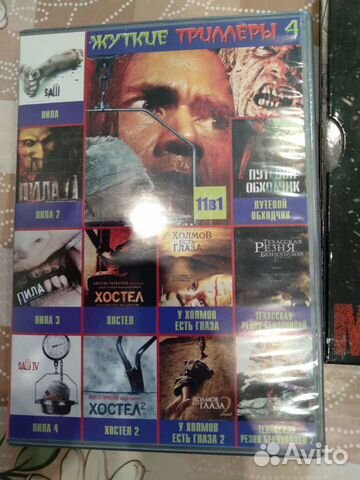 ЖУТКИЕ ТРИЛЛЕРЫ 4
SAW
ПИЛА
ПИЛА
ПИЛА 2
11в1
ПУТЕВОЙ
ОБХОДЧИК
ПУТЕВОЙ
ОБХОДЧИК
ПИЛА
ПИЛА 3
ХОСТЕЛ
ХОСТЕЛ
У ХОЛМОВ
ЕСТЬ
ГЛАЗА
У ХОЛМОВ
ЕСТЬ ГЛАЗА
ТЕХАССКАЯ
РЕЗНЯ
БЕНЗОПИЛОЙ
ТЕХАССКАЯ
РЕЗНЯ БЕНЗОПИЛОЙ
SAW IV
ПИЛА 4
ХОСТЕЛ 2
ХОСТЕЛ 2
ХОЛМОВ
ГЛАЗА 2
У ХОЛМОВ
ЕСТЬ ГЛАЗА 2
ТЕХАССКАЯ
РЕЗНЯ БЕНЗОПИЛОЙ 2
Avito